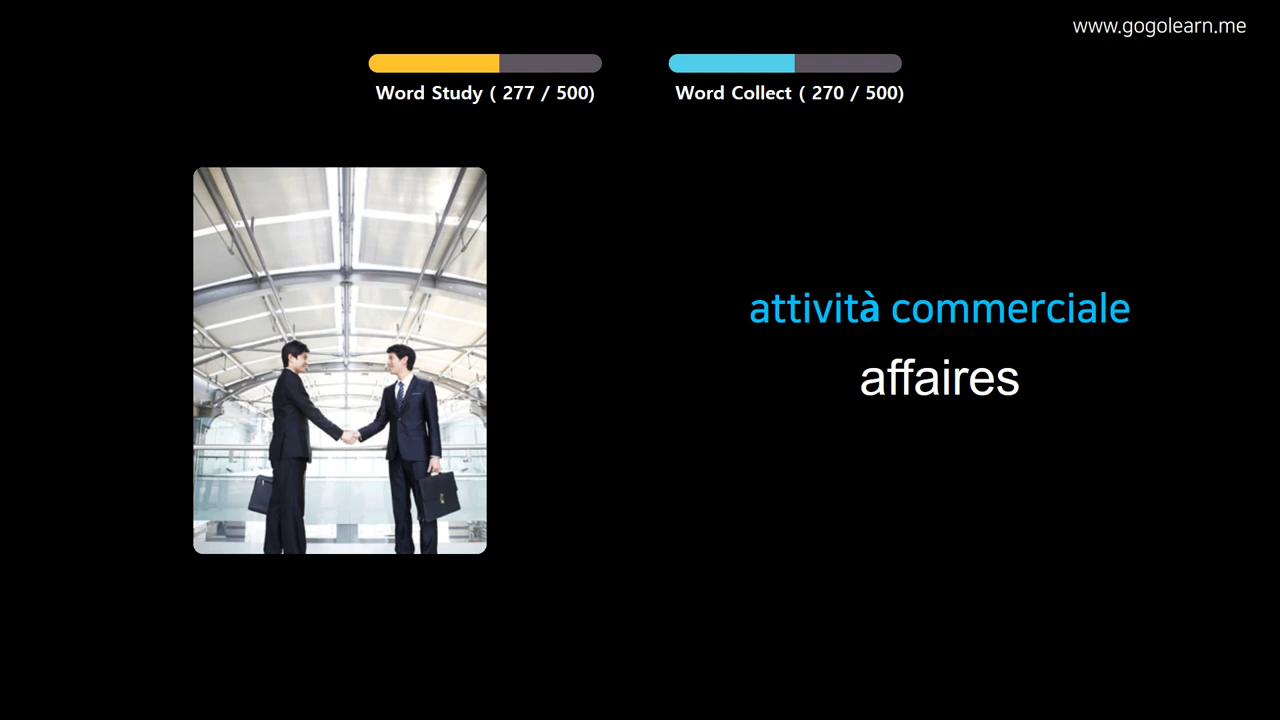 www.gogolearn.me
Word Study ( 277 / 500)
Word Collect ( 270 / 500)
attività commerciale
affaires